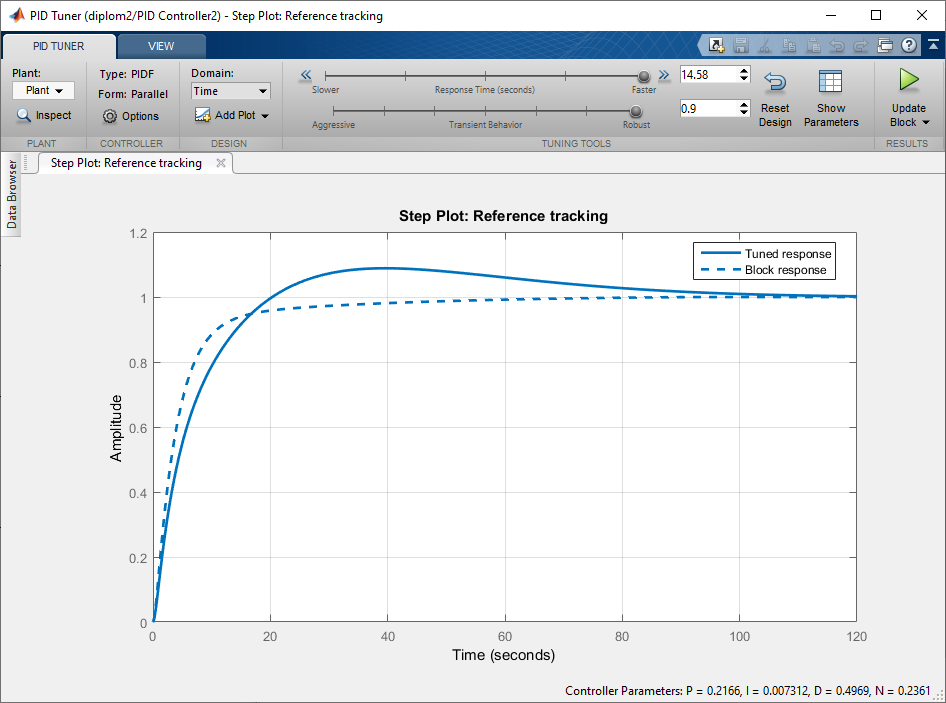 PID Tuner (diplom2/PID Controller2) - Step Plot: Reference tracking
PID TUNER
VIEW
Plant:
Plant
Inspect
PLANT
Type: PIDF
Form: Parallel
Options
CONTROLLER
Domain:
Time
Add Plot
DESIGN
Slower
Response Time (seconds)
Faster
14.58
Aggressive
Transient Behavior
Robust
0.9
Reset
Design
Show
Parameters
TUNING TOOLS
Update
Block
RESULTS
Data Browser
Step Plot: Reference tracking
Step Plot: Reference tracking
Tuned response
Block response
1.2
1
0.8
0.6
0.4
0.2
0
Amplitude
0 20 40 60 80 100 120
Time (seconds)
Controller Parameters: P = 0.2166, I = 0.007312, D = 0.4969, N = 0.2361